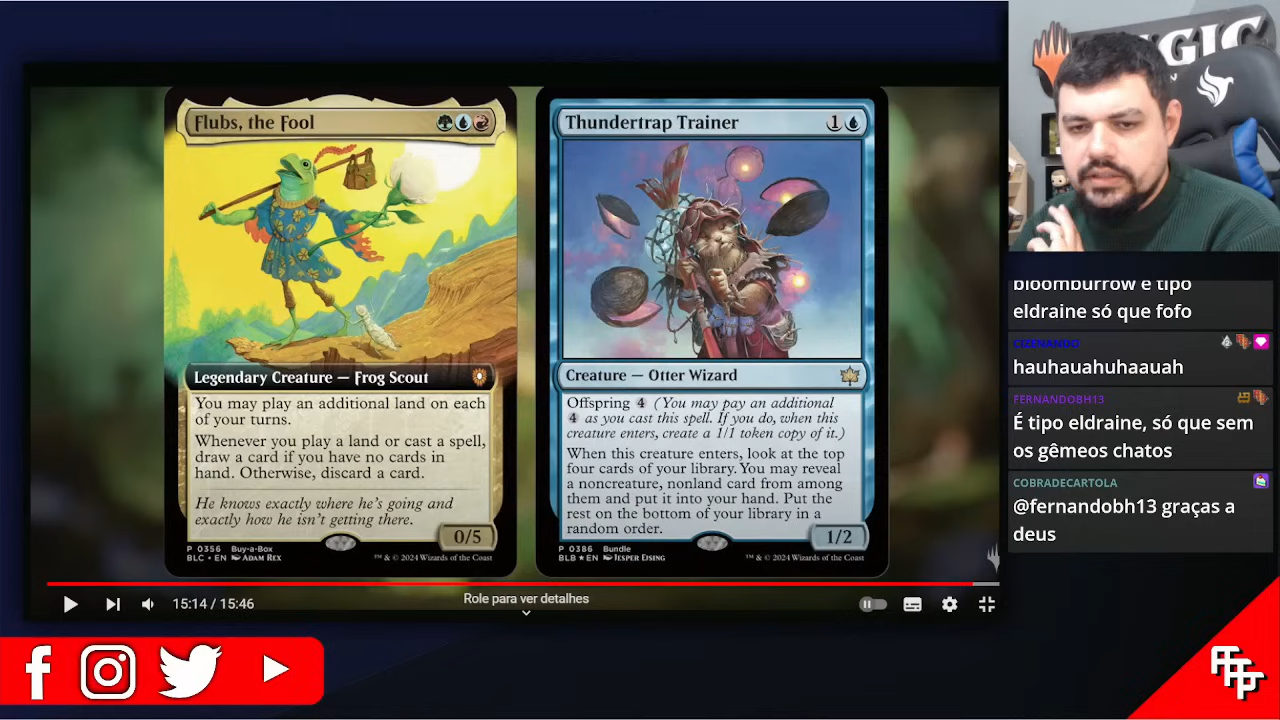 Flubs, the Fool
Legendary Creature — Frog Scout
You may play an additional land on each
of your turns.
Whenever you play a land or cast a spell,
draw a card if you have no cards in
hand. Otherwise, discard a card.
He knows exactly where he's going and
exactly how he isn't getting there.
0/5
P 0356 Buy-a-Box
BLC • EN ADAM REX
™ & © 2024 Wizards of the Coast
Thundertrap Trainer
1
Creature — Otter Wizard
Offspring 4 (You may pay an additional
4 as you cast this spell. If you do, when this
creature enters, create a 1/1 token copy of it.)
When this creature enters, look at the top
four cards of your library. You may reveal
a noncreature, nonland card from among
them and put it into your hand. Put the
rest on the bottom of your library in a
random order.
1/2
P 0386 Bundle
BLB ★ EN JESPER EJSING
™ & © 2024 Wizards of the Coast
15:14 / 15:46
Role para ver detalhes
MAGIC
bloomburrow é tipo
eldraine só que fofo
CIZENANDO
hauhauahuhaauah
FERNANDOBH13
É tipo eldraine, só que sem
os gêmeos chatos
COBRADECARTOLA
@fernandobh13 graças a
deus